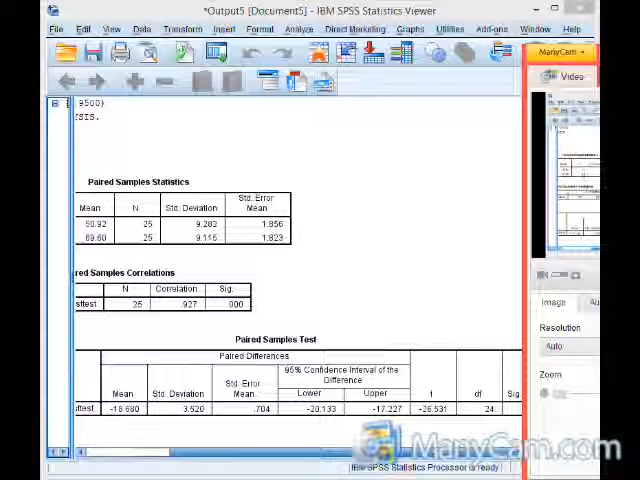 *Output5 [Document5] - IBM SPSS Statistics Viewer
File Edit View Data Transform Insert Format Analyze Direct Marketing Graphs Utilities Add-ons Window Help
ManyCam
Video
.9500)
Paired Samples Statistics
Mean N Std. Deviation Std. Error Mean
50.92 25 9.282 1.856
69.60 25 9.115 1.823
red Samples Correlations
N Correlation Sig.
sttest 25 .927 .000
Image
Resolution
Auto
Zoom
Paired Samples Test
Paired Differences
95% Confidence Interval of the Difference
Mean Std. Deviation Std. Error Mean Lower Upper t df Sig
sttest -18.680 3.520 .704 -20.133 -17.227 -26.531 24
ManyCam.com
IBM SPSS Statistics Processor is ready